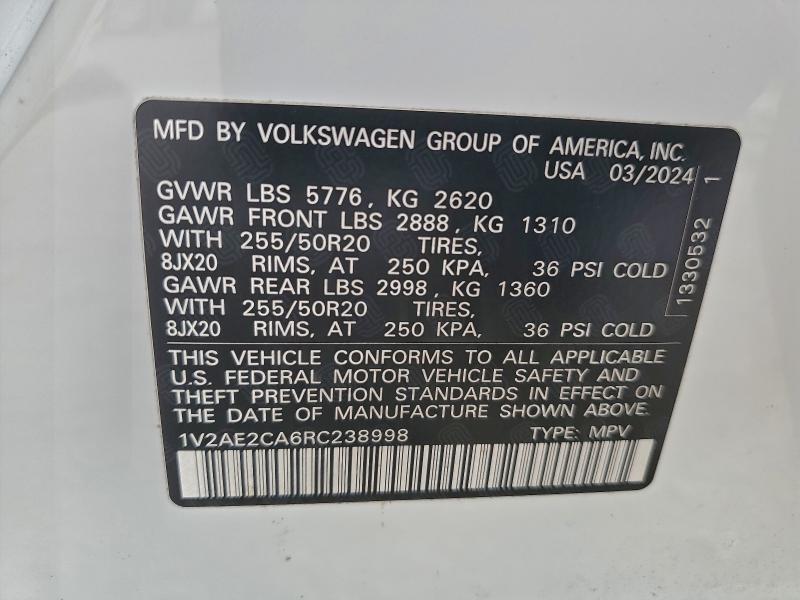 MFD BY VOLKSWAGEN GROUP OF AMERICA, INC.
USA 03/2024
GVWR LBS 5776, KG 2620
GAWR FRONT LBS 2888, KG 1310
WITH 255/50R20 TIRES,
8JX20 RIMS, AT 250 KPA, 36 PSI COLD
GAWR REAR LBS 2998, KG 1360
WITH 255/50R20 TIRES,
8JX20 RIMS, AT 250 KPA, 36 PSI COLD
THIS VEHICLE CONFORMS TO ALL APPLICABLE
U.S. FEDERAL MOTOR VEHICLE SAFETY AND
THEFT PREVENTION STANDARDS IN EFFECT ON
THE DATE OF MANUFACTURE SHOWN ABOVE.
1V2AE2CA6RC238998 TYPE: MPV
1330532 1